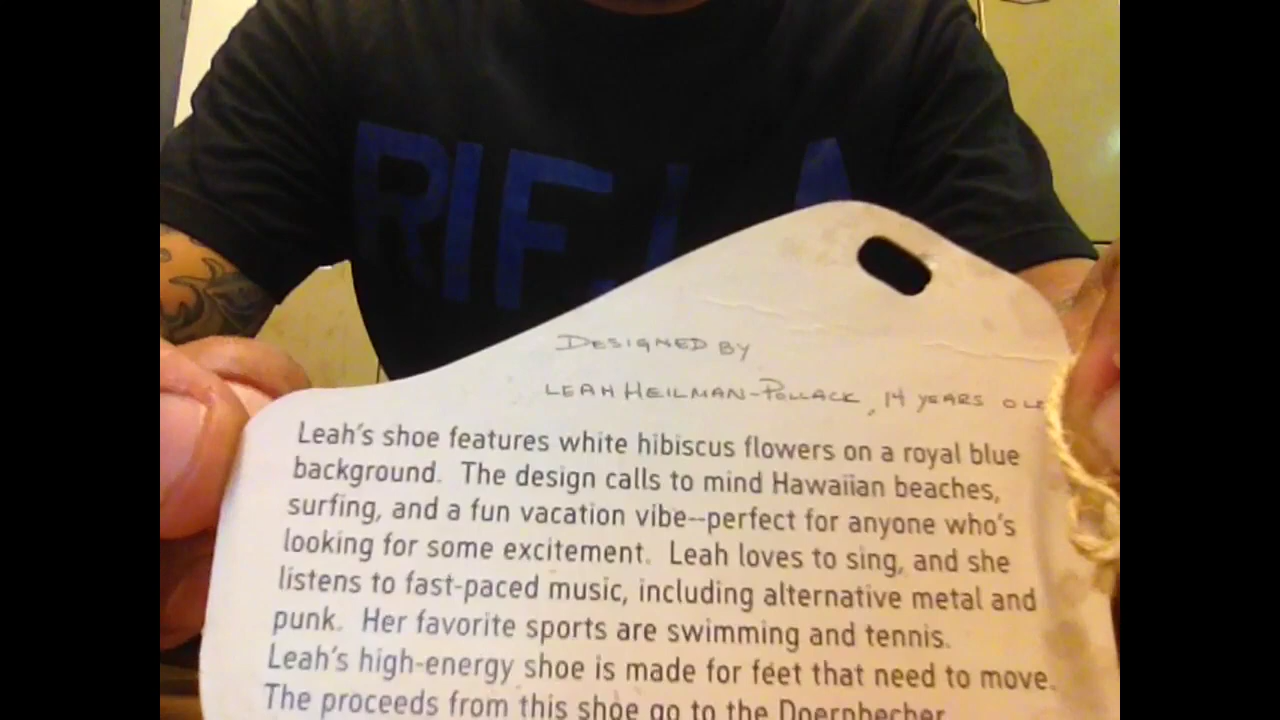 RIF
A
DESIGNED BY
LEAH HEILMAN-POLLACK, 14 YEARS OLD
Leah's shoe features white hibiscus flowers on a royal blue
background. The design calls to mind Hawaiian beaches,
surfing, and a fun vacation vibe--perfect for anyone who's
looking for some excitement. Leah loves to sing, and she
listens to fast-paced music, including alternative metal and
punk. Her favorite sports are swimming and tennis.
Leah's high-energy shoe is made for feet that need to move.
The proceeds from this shoe go to the Doernbecher